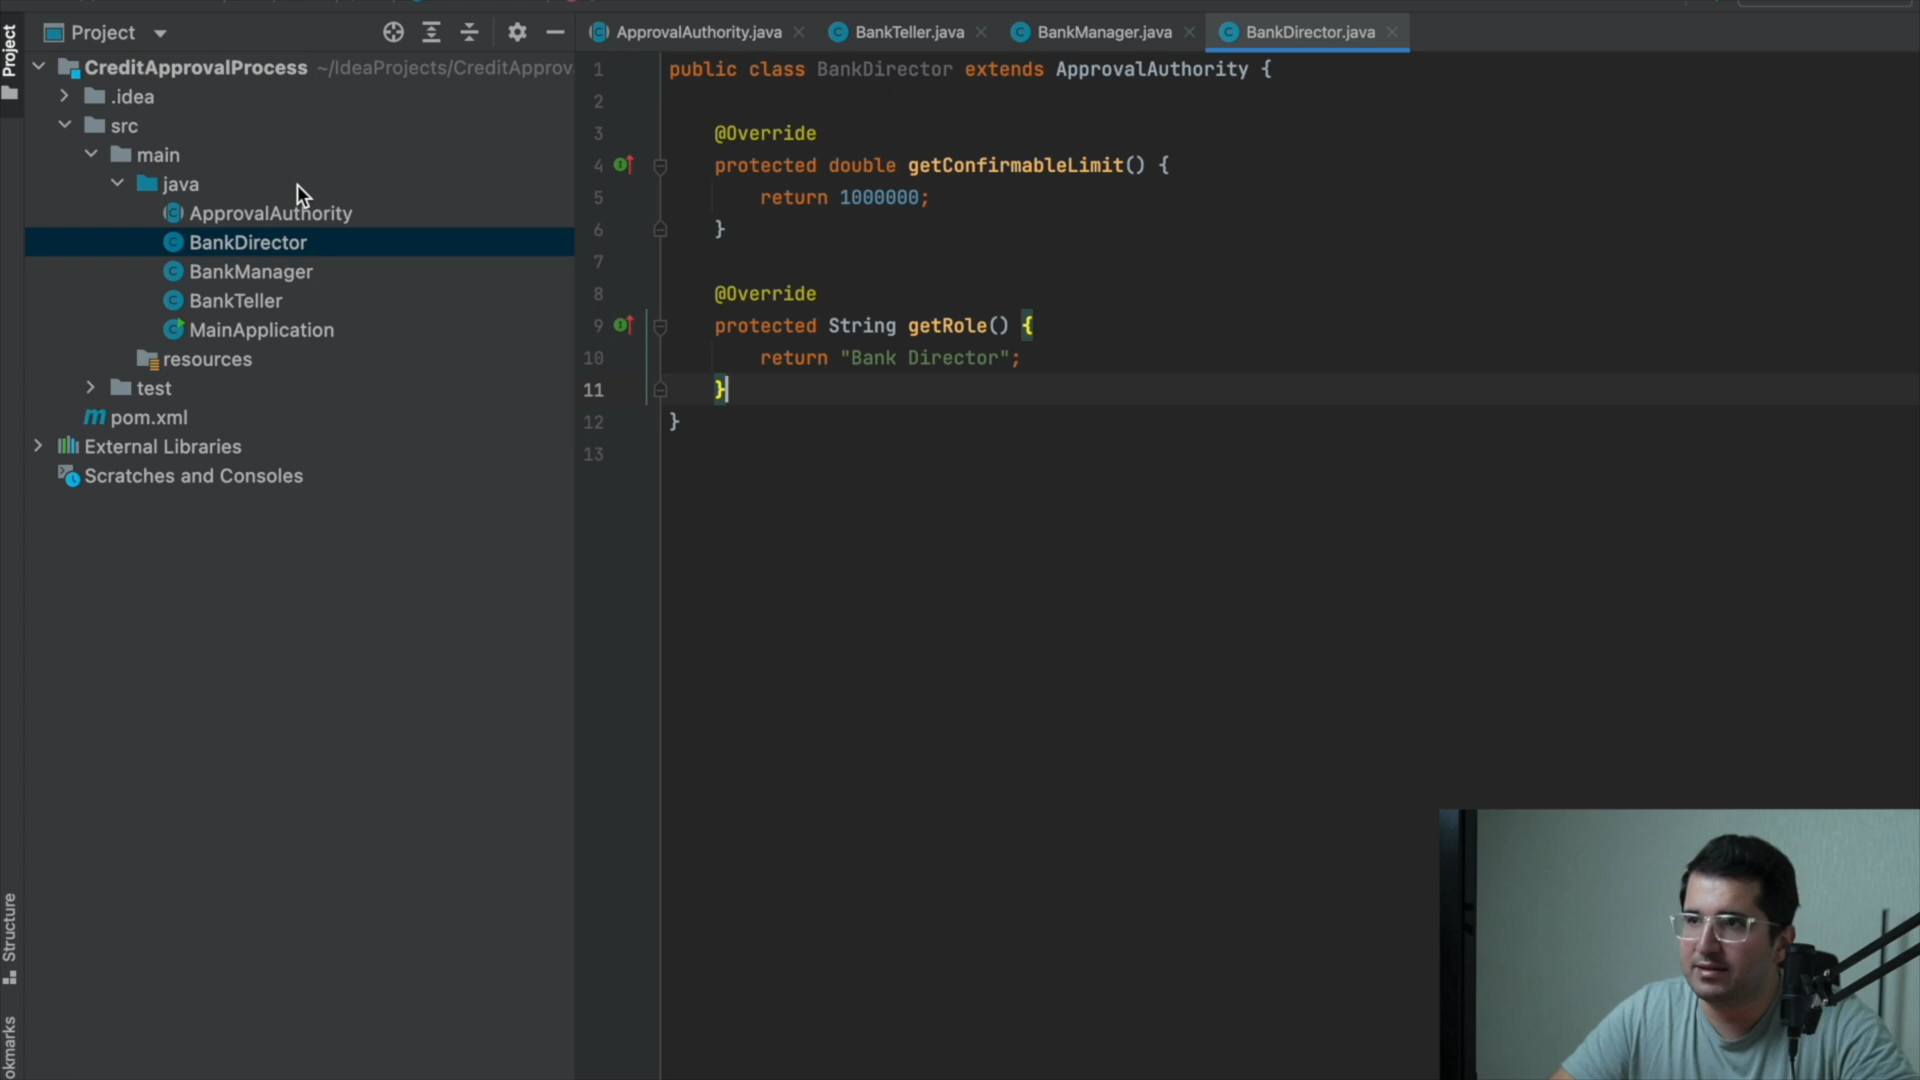 Project
Project
ApprovalAuthority.java
BankTeller.java
BankManager.java
BankDirector.java
CreditApprovalProcess ~/IdeaProjects/CreditApprov
.idea
src
main
java
ApprovalAuthority
BankDirector
BankManager
BankTeller
MainApplication
resources
test
pom.xml
External Libraries
Scratches and Consoles
1 public class BankDirector extends ApprovalAuthority {
2
3 @Override
4 protected double getConfirmableLimit() {
5 return 1000000;
6 }
7
8 @Override
9 protected String getRole() {
10 return "Bank Director";
11 }
12 }
13
Structure
okmarks